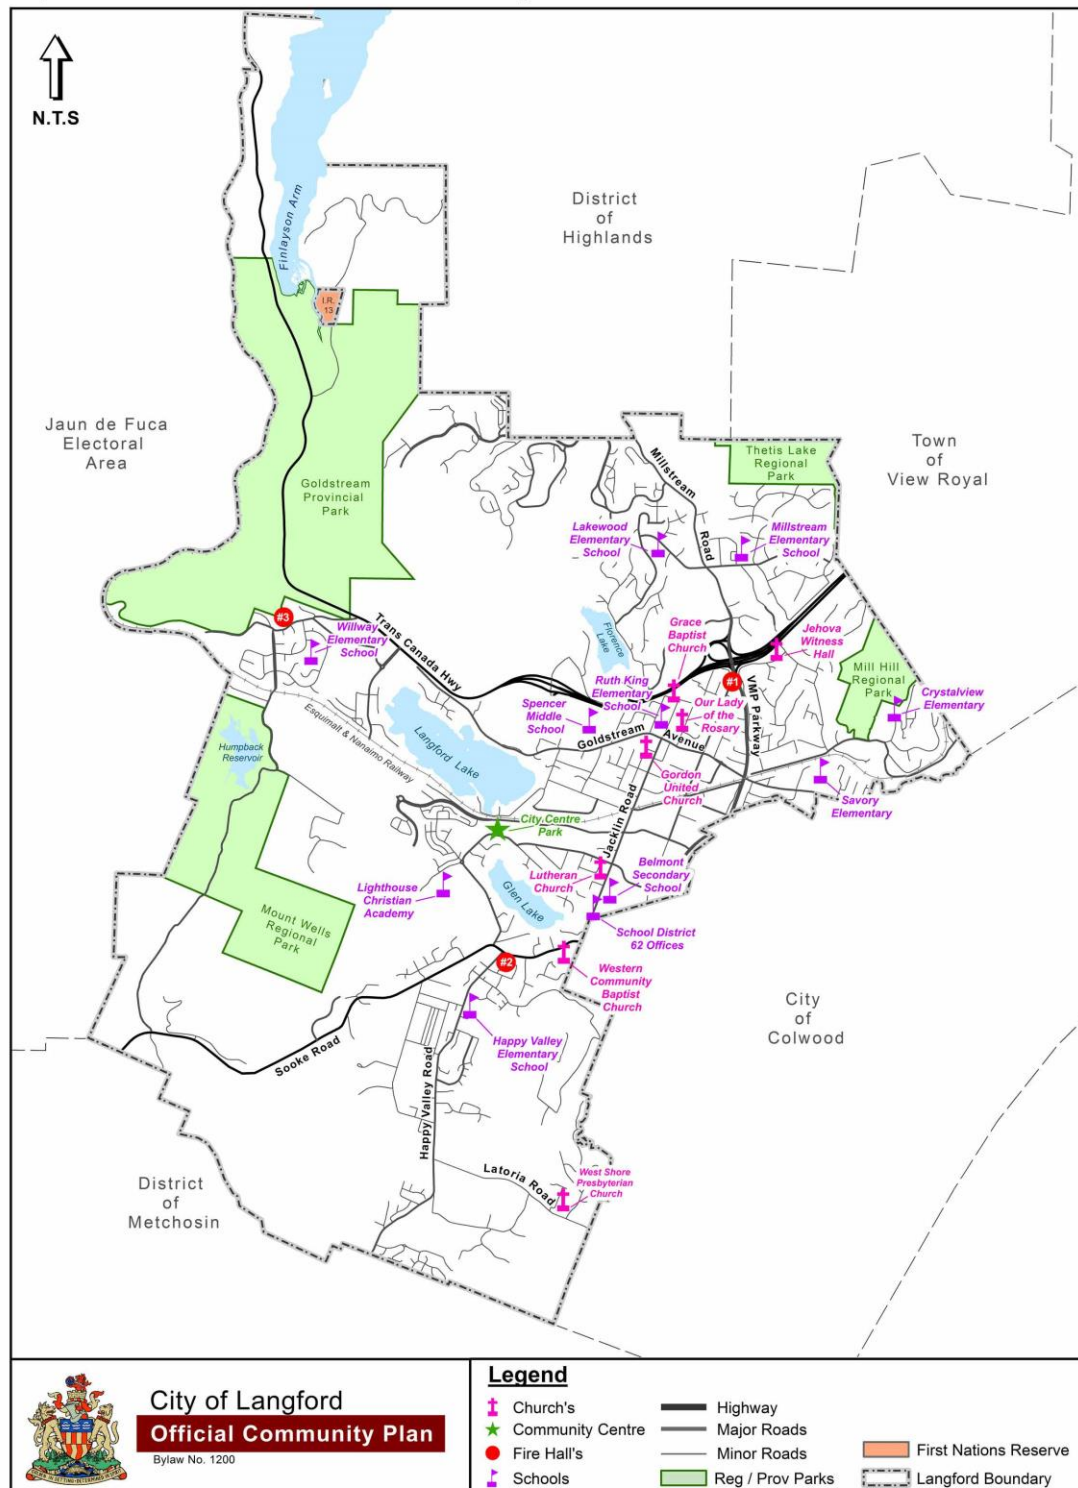 N.T.S
Finlayson Arm
I.R.
13
District
of
Highlands
Jaun de Fuca
Electoral
Area
Goldstream
Provincial
Park
Millstream
Road
Thetis Lake
Regional
Park
Town
of
View Royal
Lakewood
Elementary
School
Millstream
Elementary
School
#3
Willway
Elementary
School
Trans Canada Hwy
Florence
Lake
Grace
Baptist
Church
Jehova
Witness
Hall
#1
Mill Hill
Regional
Park
Crystalview
Elementary
Ruth King
Elementary
School
Our Lady
of the
Rosary
VMP Parkway
Spencer
Middle
School
Goldstream
Avenue
Humpback
Reservoir
Esquimalt & Nanaimo Railway
Langford Lake
Gordon
United
Church
Savory
Elementary
City Centre
Park
Jacklin Road
Lutheran
Church
Belmont
Secondary
School
Lighthouse
Christian
Academy
Glen Lake
School District
62 Offices
Mount Wells
Regional
Park
#2
Western
Community
Baptist
Church
City
of
Colwood
Sooke Road
Happy Valley
Elementary
School
Happy Valley Road
Latoria Road
West Shore
Presbyterian
Church
District
of
Metchosin
City of Langford
Official Community Plan
Bylaw No. 1200
Legend
Church's
Community Centre
Fire Hall's
Schools
Highway
Major Roads
Minor Roads
Reg / Prov Parks
First Nations Reserve
Langford Boundary